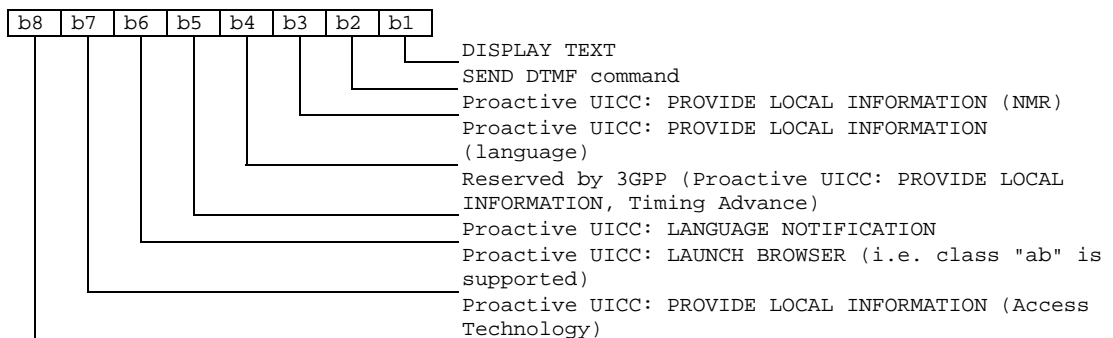 b8 b7 b6 b5 b4 b3 b2 b1
DISPLAY TEXT
SEND DTMF command
Proactive UICC: PROVIDE LOCAL INFORMATION (NMR)
Proactive UICC: PROVIDE LOCAL INFORMATION
(language)
Reserved by 3GPP (Proactive UICC: PROVIDE LOCAL
INFORMATION, Timing Advance)
Proactive UICC: LANGUAGE NOTIFICATION
Proactive UICC: LAUNCH BROWSER (i.e. class "ab" is
supported)
Proactive UICC: PROVIDE LOCAL INFORMATION (Access
Technology)